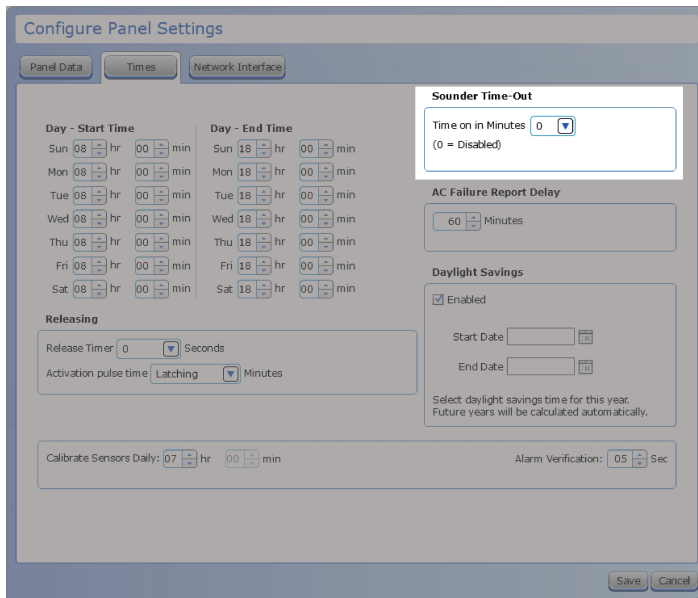 Configure Panel Settings
Panel Data
Times
Network Interface
Day - Start Time
Sun 08 hr 00 min
Mon 08 hr 00 min
Tue 08 hr 00 min
Wed 08 hr 00 min
Thu 08 hr 00 min
Fri 08 hr 00 min
Sat 08 hr 00 min
Day - End Time
Sun 18 hr 00 min
Mon 18 hr 00 min
Tue 18 hr 00 min
Wed 18 hr 00 min
Thu 18 hr 00 min
Fri 18 hr 00 min
Sat 18 hr 00 min
Releasing
Release Timer 0 Seconds
Activation pulse time Latching Minutes
Sounder Time-Out
Time on in Minutes 0
(0 = Disabled)
AC Failure Report Delay
60 Minutes
Daylight Savings
Enabled
Start Date
End Date
Select daylight savings time for this year.
Future years will be calculated automatically.
Calibrate Sensors Daily: 07 hr 00 min
Alarm Verification: 05 Sec
Save
Cancel